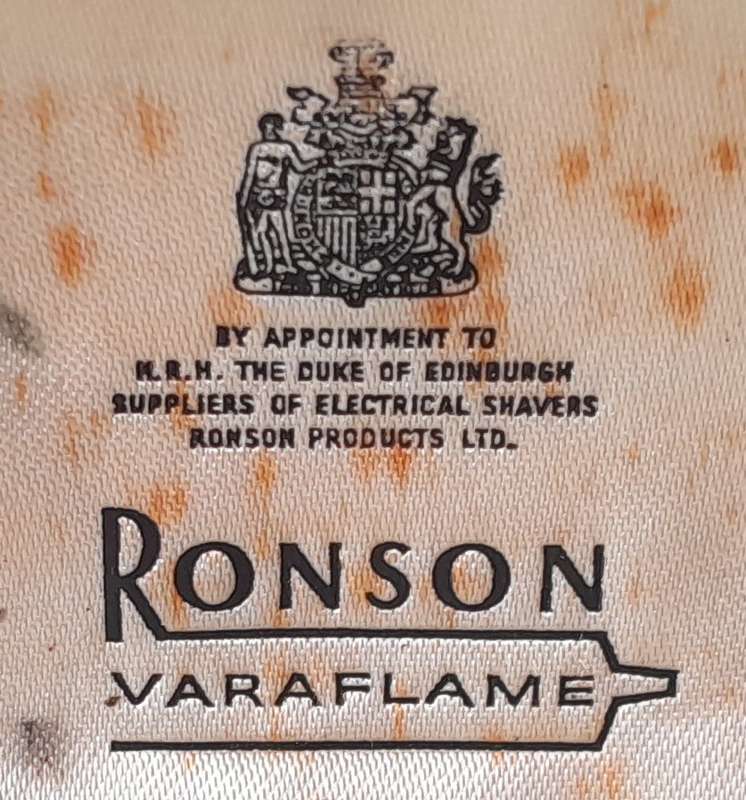 BY APPOINTMENT TO
H.R.H. THE DUKE OF EDINBURGH
SUPPLIERS OF ELECTRICAL SHAVERS
RONSON PRODUCTS LTD.
RONSON
VARAFLAME